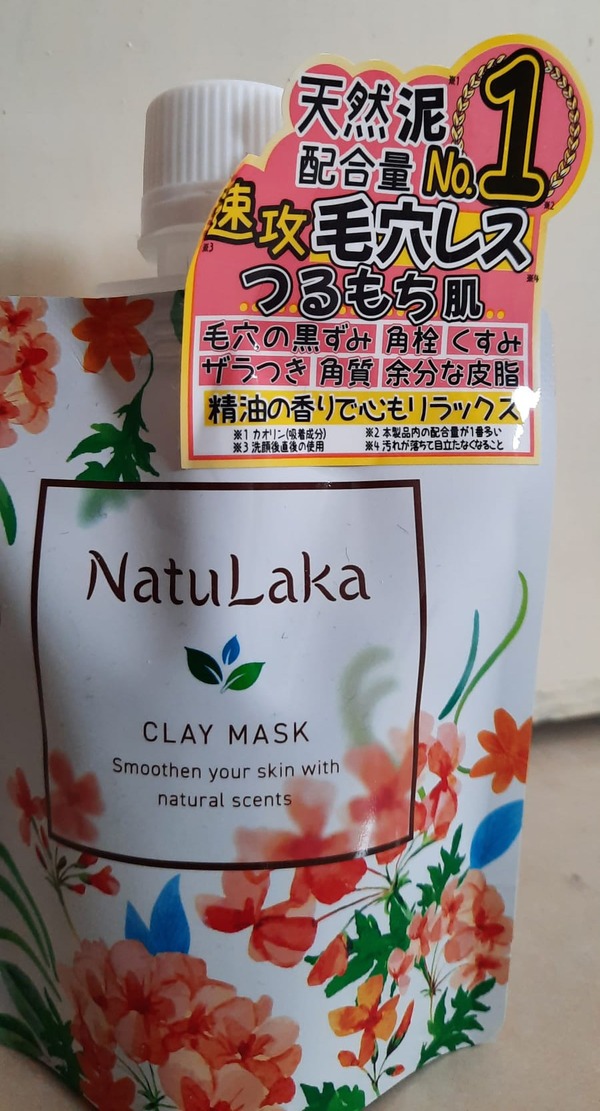 天然泥※1
配合量 No.1※2
速攻※3毛穴レス※4
つるもち肌
毛穴の黒ずみ 角栓 くすみ
ザラつき 角質 余分な皮脂
精油の香りで心もリラックス
※1 カオリン(吸着成分) ※2 本製品内の配合量が1番多い
※3 洗顔後直後の使用 ※4 汚れが落ちて目立たなくなること
NatuLaka
CLAY MASK
Smoothen your skin with
natural scents